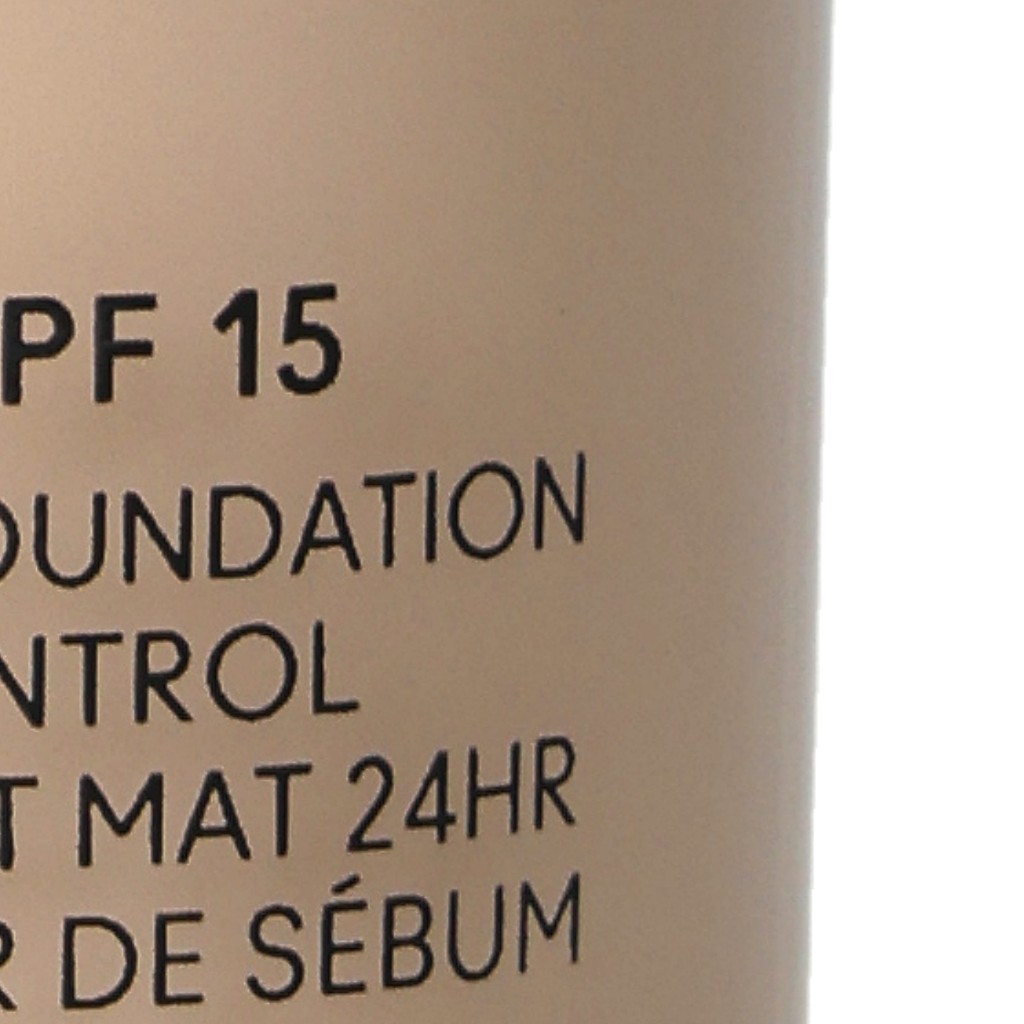 PF 15
OUNDATION
NTROL
T MAT 24HR
R DE SÉBUM